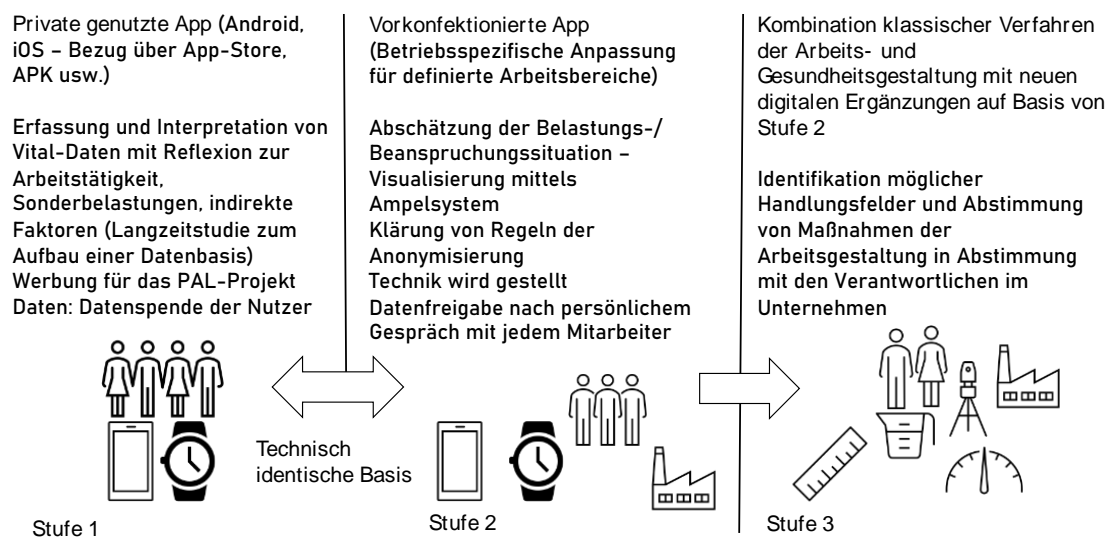 Private genutzte App (Android,
iOS – Bezug über App-Store,
APK usw.)
Erfassung und Interpretation von
Vital-Daten mit Reflexion zur
Arbeitstätigkeit,
Sonderbelastungen, indirekte
Faktoren (Langzeitstudie zum
Aufbau einer Datenbasis)
Werbung für das PAL-Projekt
Daten: Datenspende der Nutzer
Stufe 1
Technisch
identische Basis
Vorkonfektionierte App
(Betriebsspezifische Anpassung
für definierte Arbeitsbereiche)
Abschätzung der Belastungs-/
Beanspruchungssituation –
Visualisierung mittels
Ampelsystem
Klärung von Regeln der
Anonymisierung
Technik wird gestellt
Datenfreigabe nach persönlichem
Gespräch mit jedem Mitarbeiter
Stufe 2
Kombination klassischer Verfahren
der Arbeits- und
Gesundheitsgestaltung mit neuen
digitalen Ergänzungen auf Basis von
Stufe 2
Identifikation möglicher
Handlungsfelder und Abstimmung
von Maßnahmen der
Arbeitsgestaltung in Abstimmung
mit den Verantwortlichen im
Unternehmen
Stufe 3